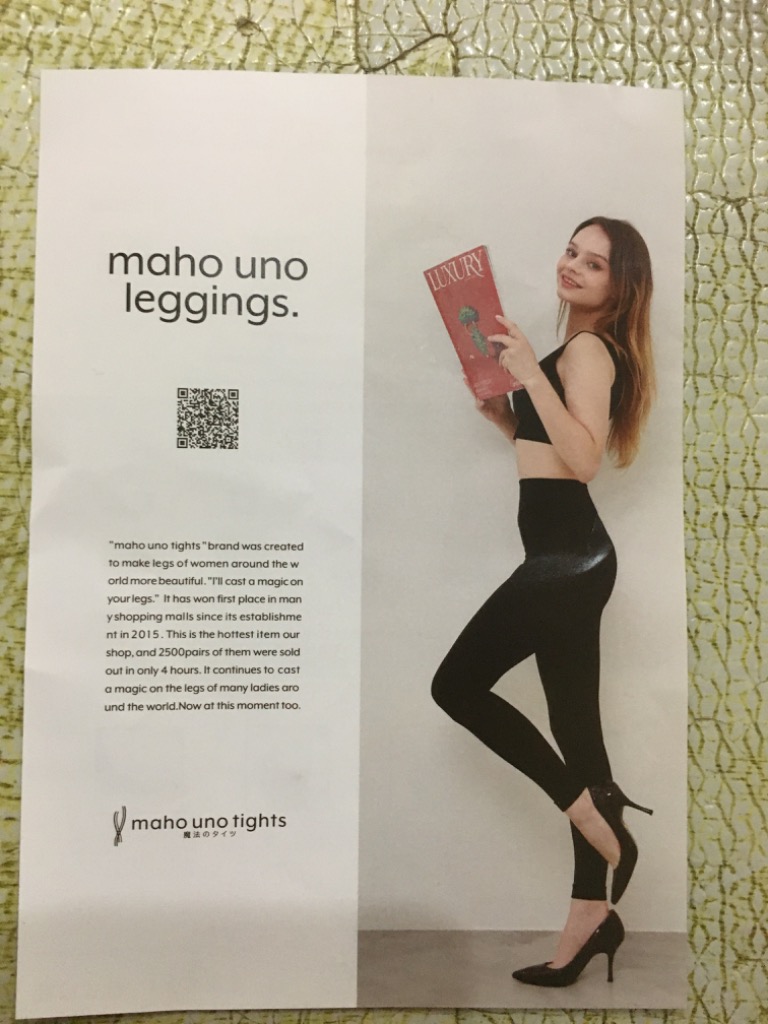 maho uno
leggings.
"maho uno tights" brand was created
to make legs of women around the w
orld more beautiful. "I'll cast a magic on
your legs." It has won first place in man
y shopping malls since its establishme
nt in 2015. This is the hottest item our
shop, and 2500pairs of them were sold
out in only 4 hours. It continues to cast
a magic on the legs of many ladies aro
und the world.Now at this moment too.
maho uno tights
魔法のタイツ
LUXURY